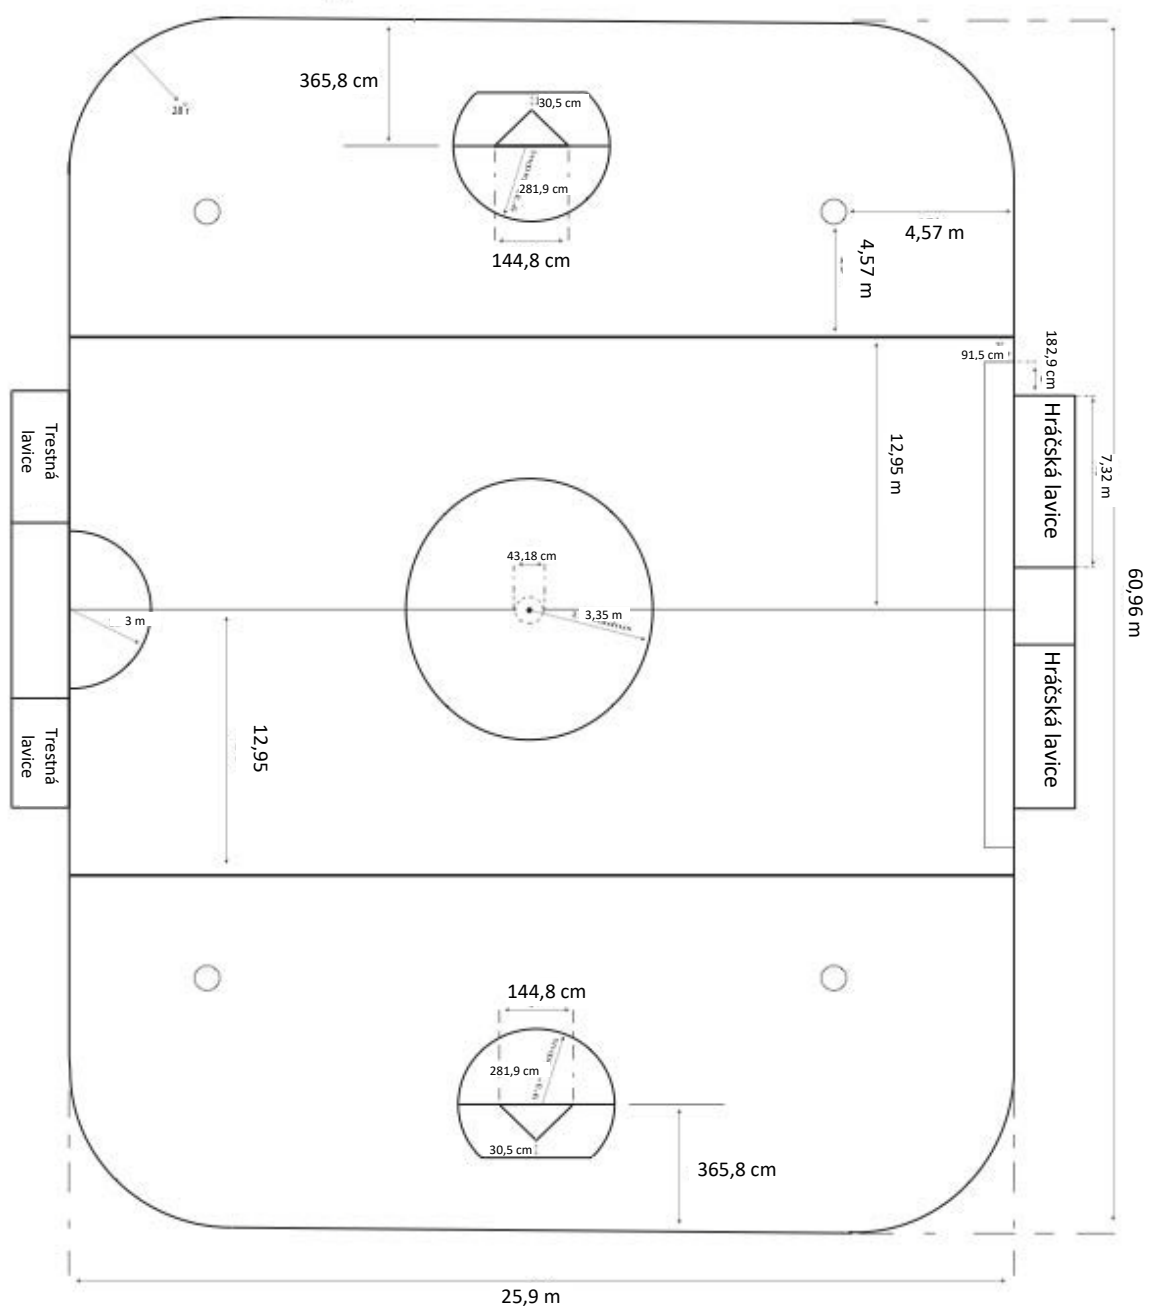 365,8 cm
30,5 cm
281,9 cm
144,8 cm
4,57 m
4,57 m
91,5 cm
182,9 cm
Hráčská lavice
7,32 m
12,95 m
Trestná
lavice
43,18 cm
3,35 m
3 m
60,96 m
12,95
Hráčská lavice
Trestná
lavice
144,8 cm
281,9 cm
30,5 cm
365,8 cm
25,9 m